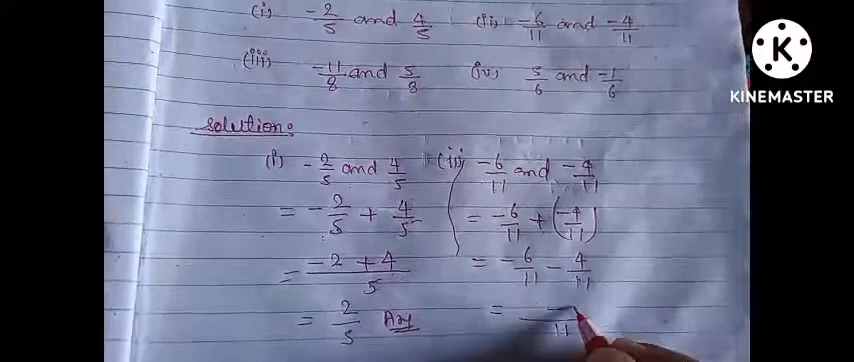 (i) -2/5 and 4/5 (ii) -6/11 and -4/11
(iii) -11/8 and 5/8 (iv) 5/6 and -1/6
KINEMASTER
Solution:
(i) -2/5 and 4/5 (ii) -6/11 and -4/11
= -2/5 + 4/5 = -6/11 + (-4/11)
= -2+4/5 = -6/11 - 4/11
= 2/5 Ans = -/11